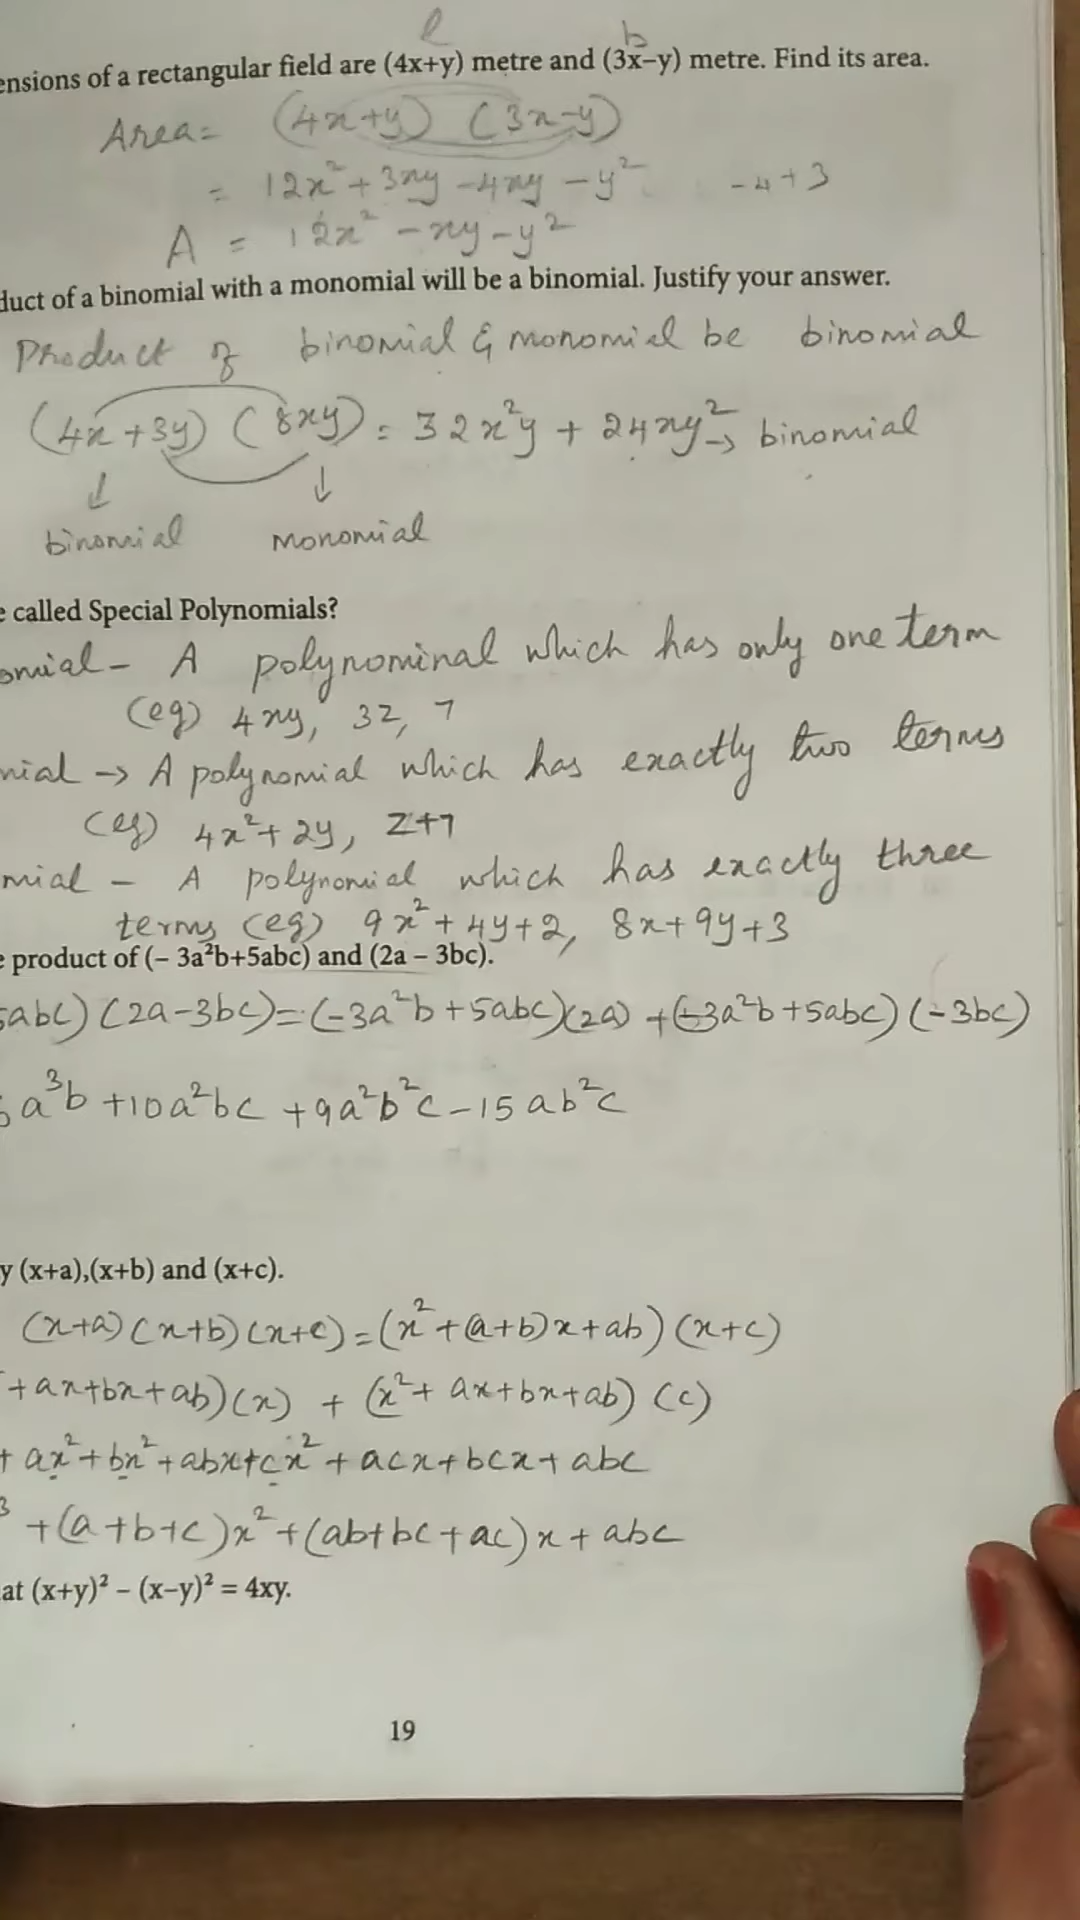 l b
ensions of a rectangular field are (4x+y) metre and (3x–y) metre. Find its area.
Area = (4x+y) (3x-y)
= 12x² + 3xy - 4xy - y² -4+3
A = 12x² - xy - y²
duct of a binomial with a monomial will be a binomial. Justify your answer.
Product of binomial & monomial be binomial
(4x+3y) (8xy) = 32x²y + 24xy² → binomial
↓ ↓
binomial monomial
e called Special Polynomials?
omial - A polynominal which has only one term
(eg) 4xy, 3z, 7
mial → A polynomial which has exactly two terms
(eg) 4x²+2y, z+7
mial - A polynomial which has exactly three
terms (eg) 9x²+4y+2, 8x+9y+3
e product of (– 3a²b+5abc) and (2a – 3bc).
5abc) (2a-3bc) = (-3a²b+5abc)(2a) + (-3a²b+5abc) (-3bc)
6a³b +10a²bc +9a²b²c -15ab²c
y (x+a),(x+b) and (x+c).
(x+a) (x+b) (x+c) = (x²+(a+b)x+ab) (x+c)
+ax+bx+ab)(x) + (x²+ax+bx+ab) (c)
+ ax²+bx²+abx+cx²+acx+bcx+abc
3 +(a+b+c)x²+(ab+bc+ac)x+abc
at (x+y)² – (x–y)² = 4xy.
19